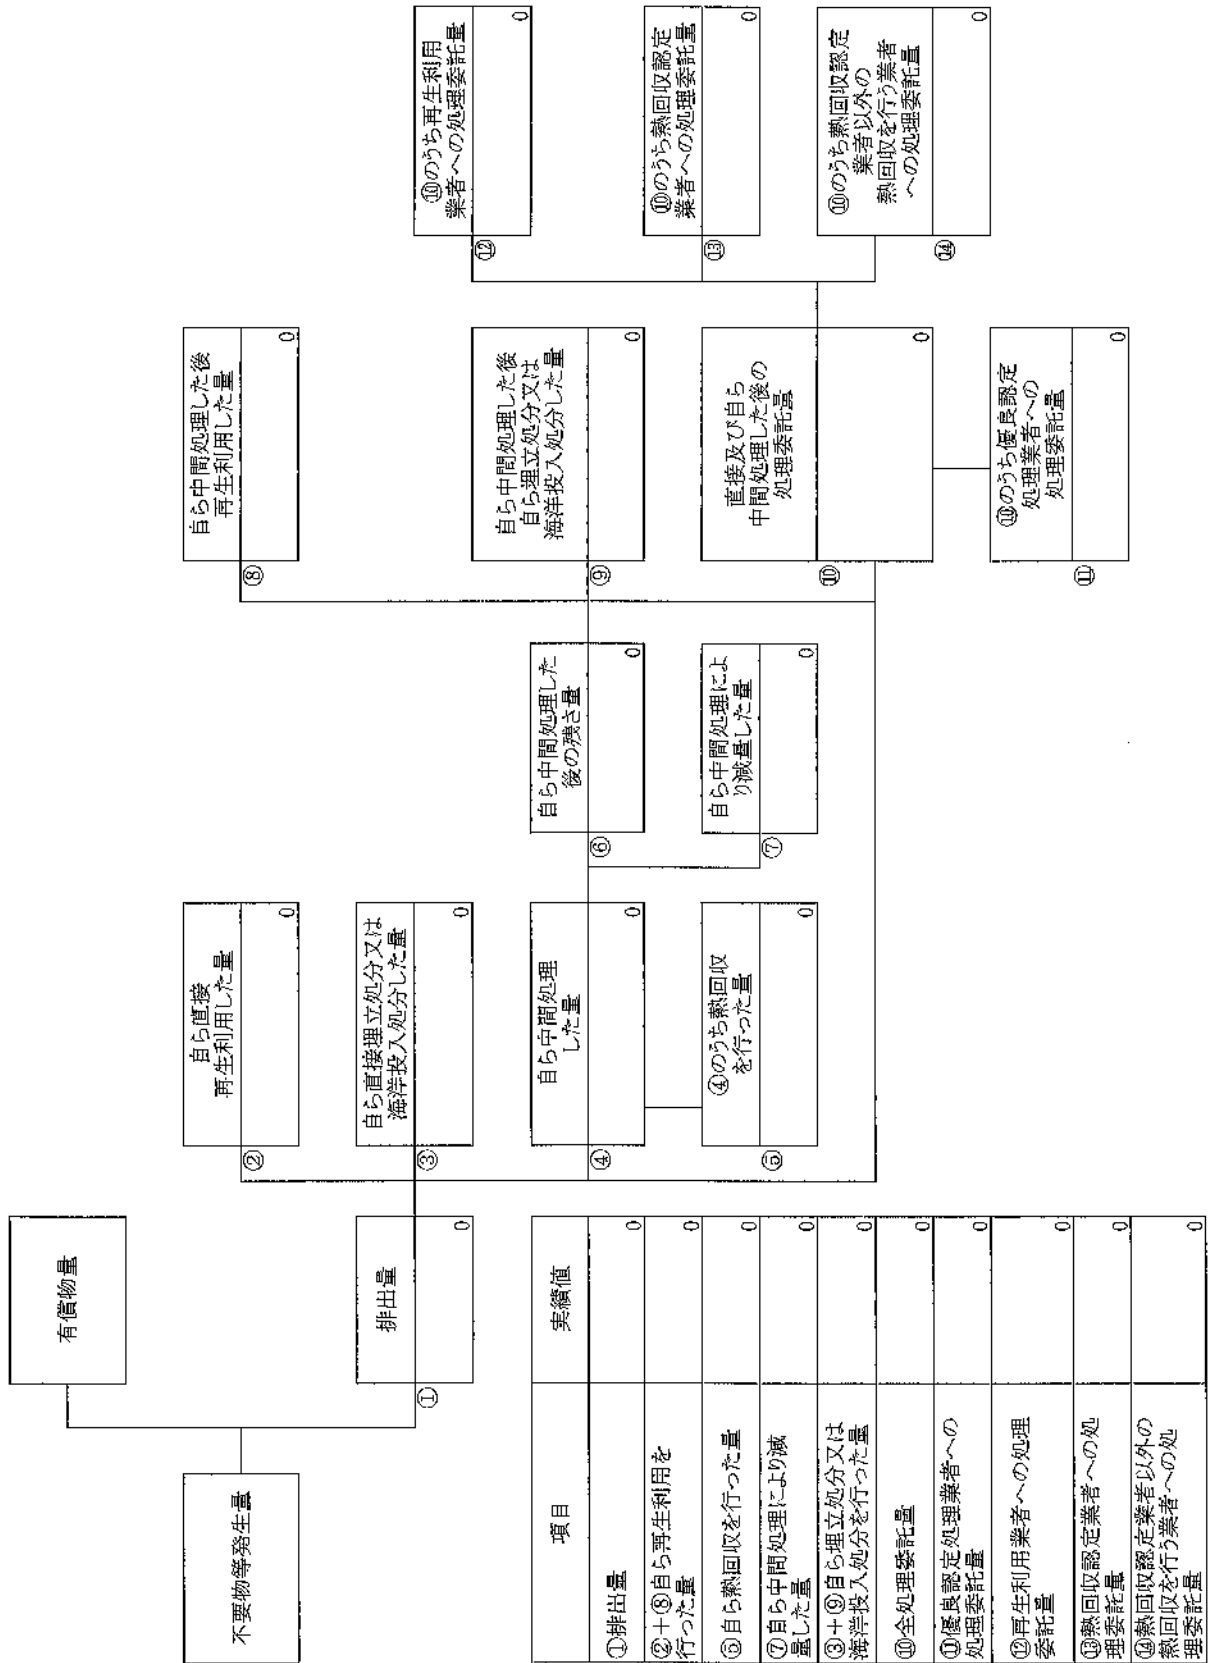 不要物等発生量
有償物量
①
排出量
0
②
自ら直接
再生利用した量
0
③
自ら直接埋立処分又は
海洋投入処分した量
0
④
自ら中間処理
した量
0
⑤
④のうち熱回収
を行った量
0
⑥
自ら中間処理した
後の残さ量
0
⑦
自ら中間処理によ
り減量した量
0
⑧
自ら中間処理した後
再生利用した量
0
⑨
自ら中間処理した後
自ら埋立処分又は
海洋投入処分した量
0
⑩
直接及び自ら
中間処理した後の
処理委託量
0
⑪
⑩のうち優良認定
処理業者への
処理委託量
0
⑫
⑩のうち再生利用
業者への処理委託量
0
⑬
⑩のうち熱回収認定
業者への処理委託量
0
⑭
⑩のうち熱回収認定
業者以外の
熱回収を行う業者
への処理委託量
0
項目 実績値
①排出量 0
②+⑧自ら再生利用を
行った量 0
⑤自ら熱回収を行った量 0
⑦自ら中間処理により減
量した量 0
③+⑨自ら埋立処分又は
海洋投入処分を行った量 0
⑩全処理委託量 0
⑪優良認定処理業者への
処理委託量 0
⑫再生利用業者への処理
委託量 0
⑬熱回収認定業者への処
理委託量 0
⑭熱回収認定業者以外の
熱回収を行う業者への処
理委託量 0